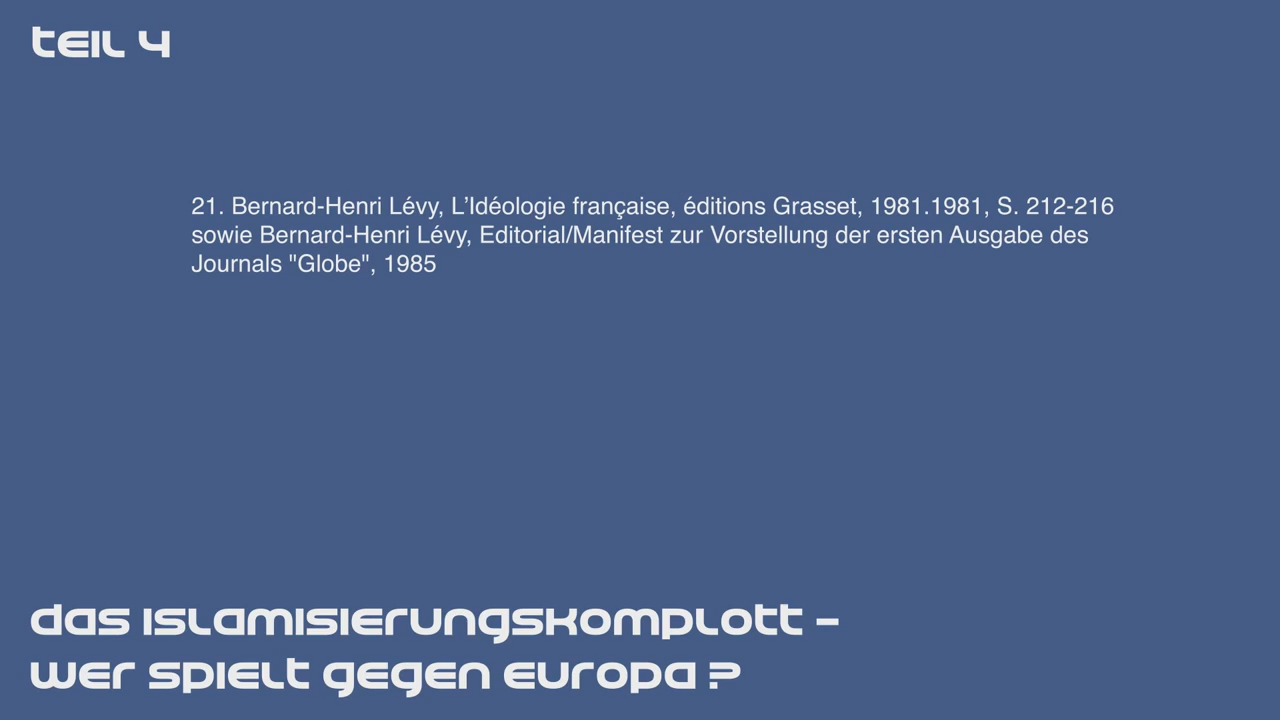 Teil 4
21. Bernard-Henri Lévy, L’Idéologie française, éditions Grasset, 1981.1981, S. 212-216
sowie Bernard-Henri Lévy, Editorial/Manifest zur Vorstellung der ersten Ausgabe des
Journals "Globe", 1985
das Islamisierungskomplott –
wer spielt gegen Europa ?